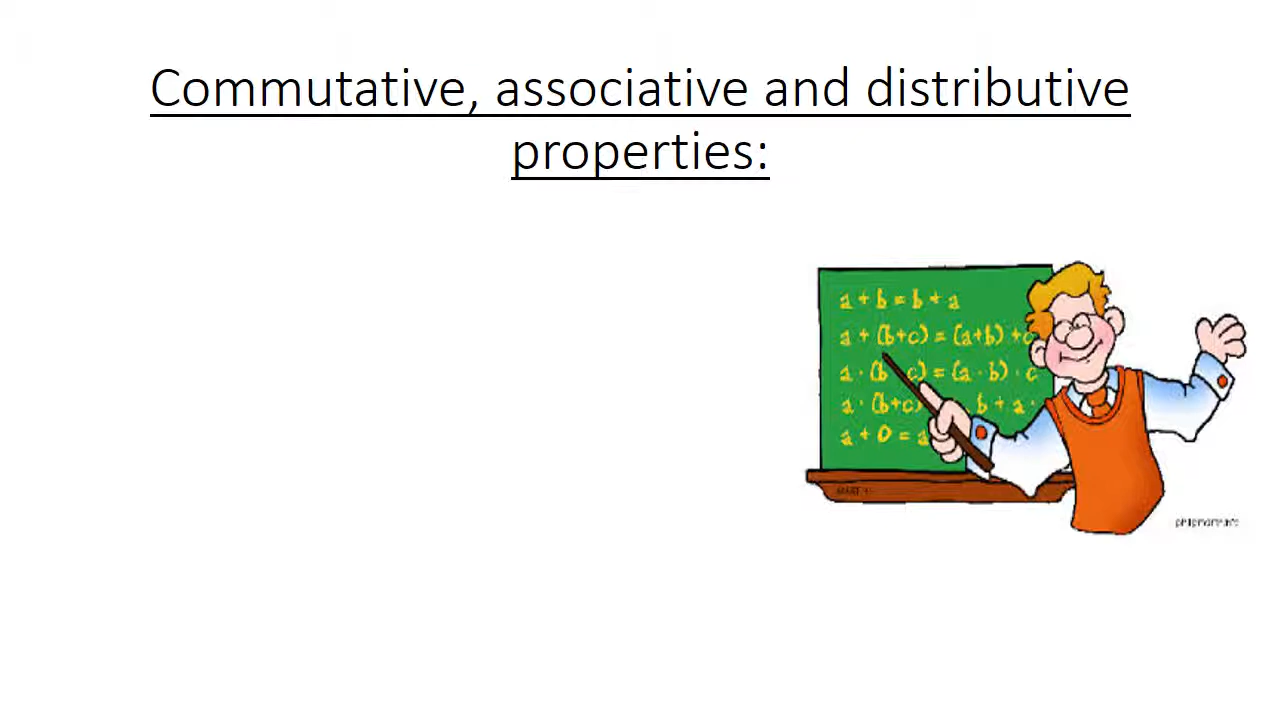 Commutative, associative and distributive
properties:
a + b = b + a
a + (b+c) = (a+b) + c
a · (b c) = (a · b) · c
a · (b+c) b + a ·
a + 0 = a